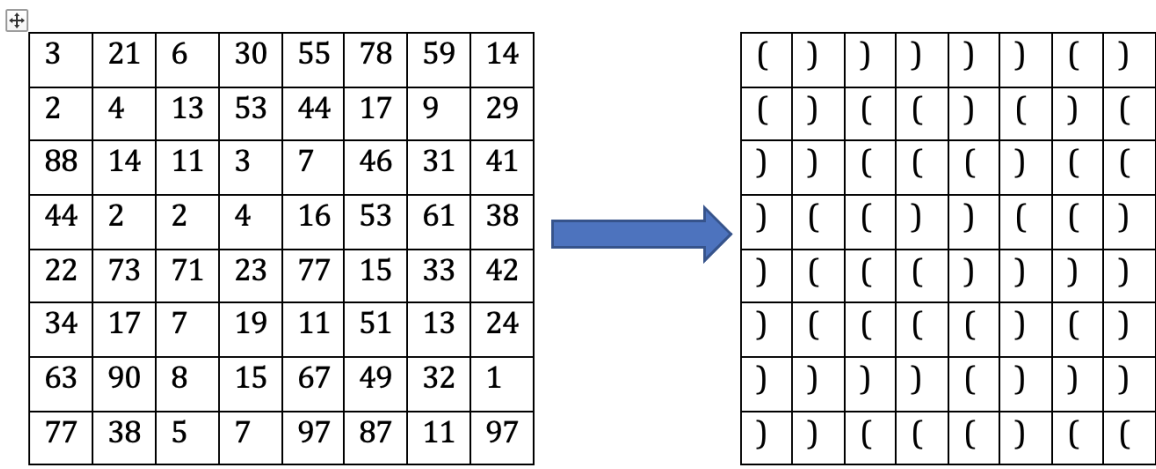 3 21 6 30 55 78 59 14 ( ) ) ) ) ) ( )
2 4 13 53 44 17 9 29 ( ) ( ( ) ( ) (
88 14 11 3 7 46 31 41 ) ) ( ( ( ) ( (
44 2 2 4 16 53 61 38 ) ( ( ) ) ( ( )
22 73 71 23 77 15 33 42 ) ( ( ( ) ) ) )
34 17 7 19 11 51 13 24 ) ( ( ( ( ) ( )
63 90 8 15 67 49 32 1 ) ) ) ) ( ) ) )
77 38 5 7 97 87 11 97 ) ) ( ( ( ) ( (